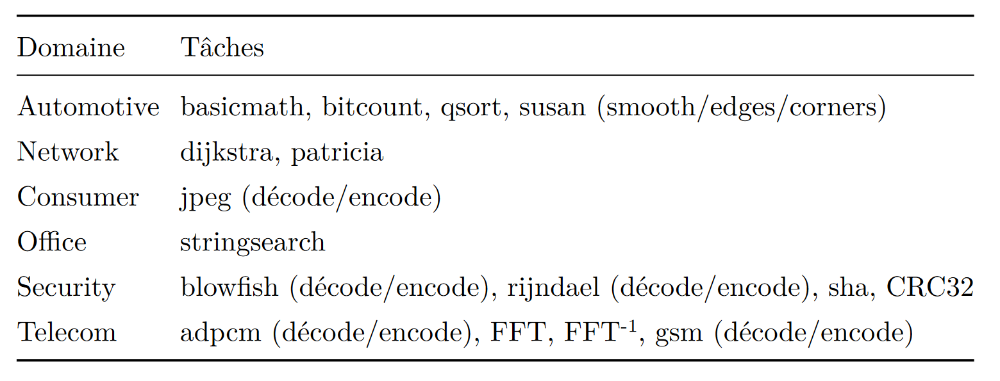 Domaine Tâches
Automotive basicmath, bitcount, qsort, susan (smooth/edges/corners)
Network dijkstra, patricia
Consumer jpeg (décode/encode)
Office stringsearch
Security blowfish (décode/encode), rijndael (décode/encode), sha, CRC32
Telecom adpcm (décode/encode), FFT, FFT⁻¹, gsm (décode/encode)